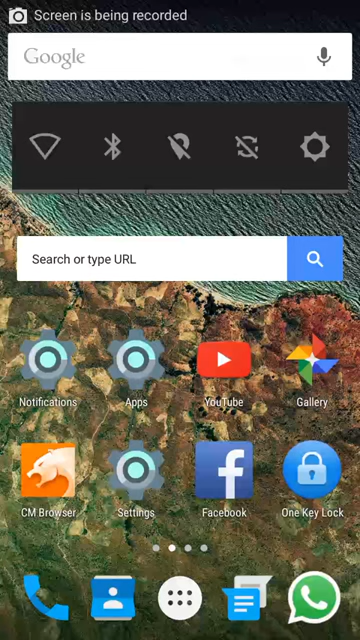 Screen is being recorded
Google
Search or type URL
Notifications
Apps
YouTube
Gallery
CM Browser
Settings
Facebook
One Key Lock